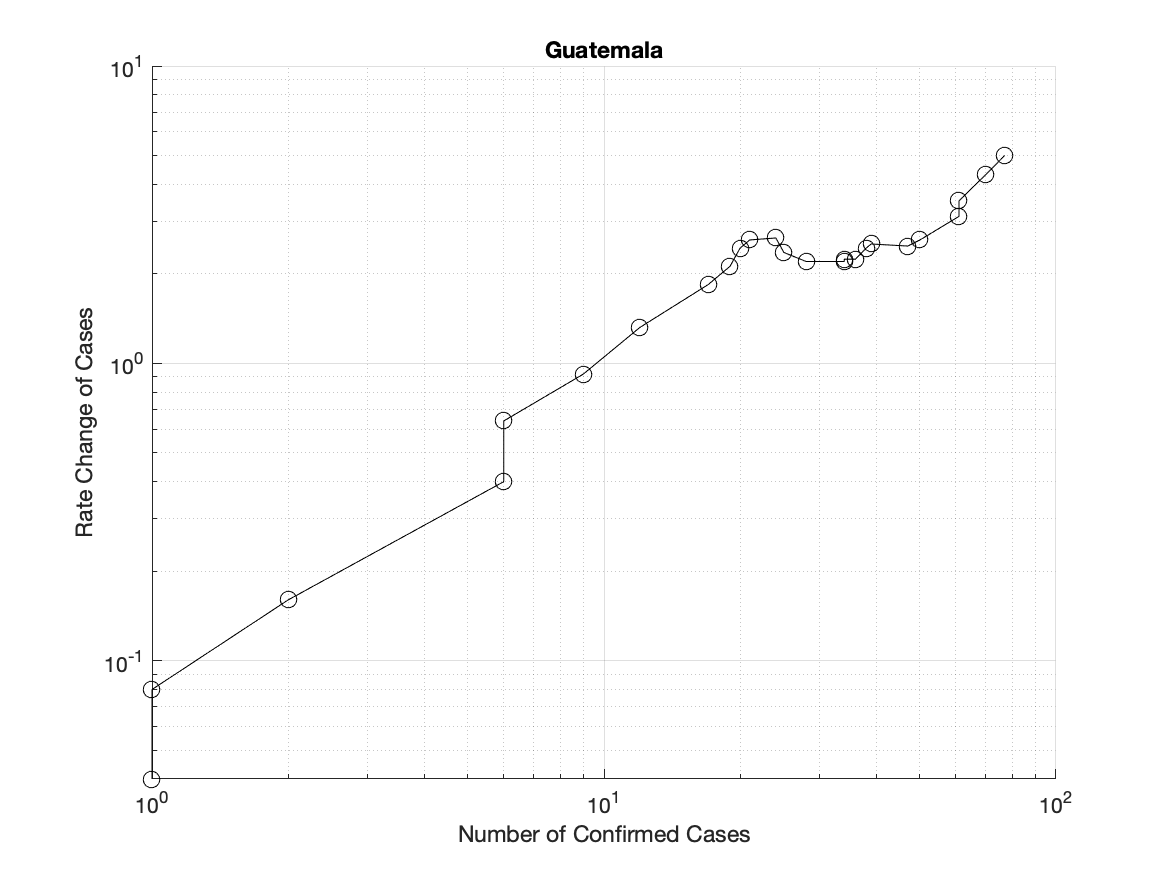 Guatemala
10^1
10^0
10^-1
Rate Change of Cases
10^0
10^1
10^2
Number of Confirmed Cases